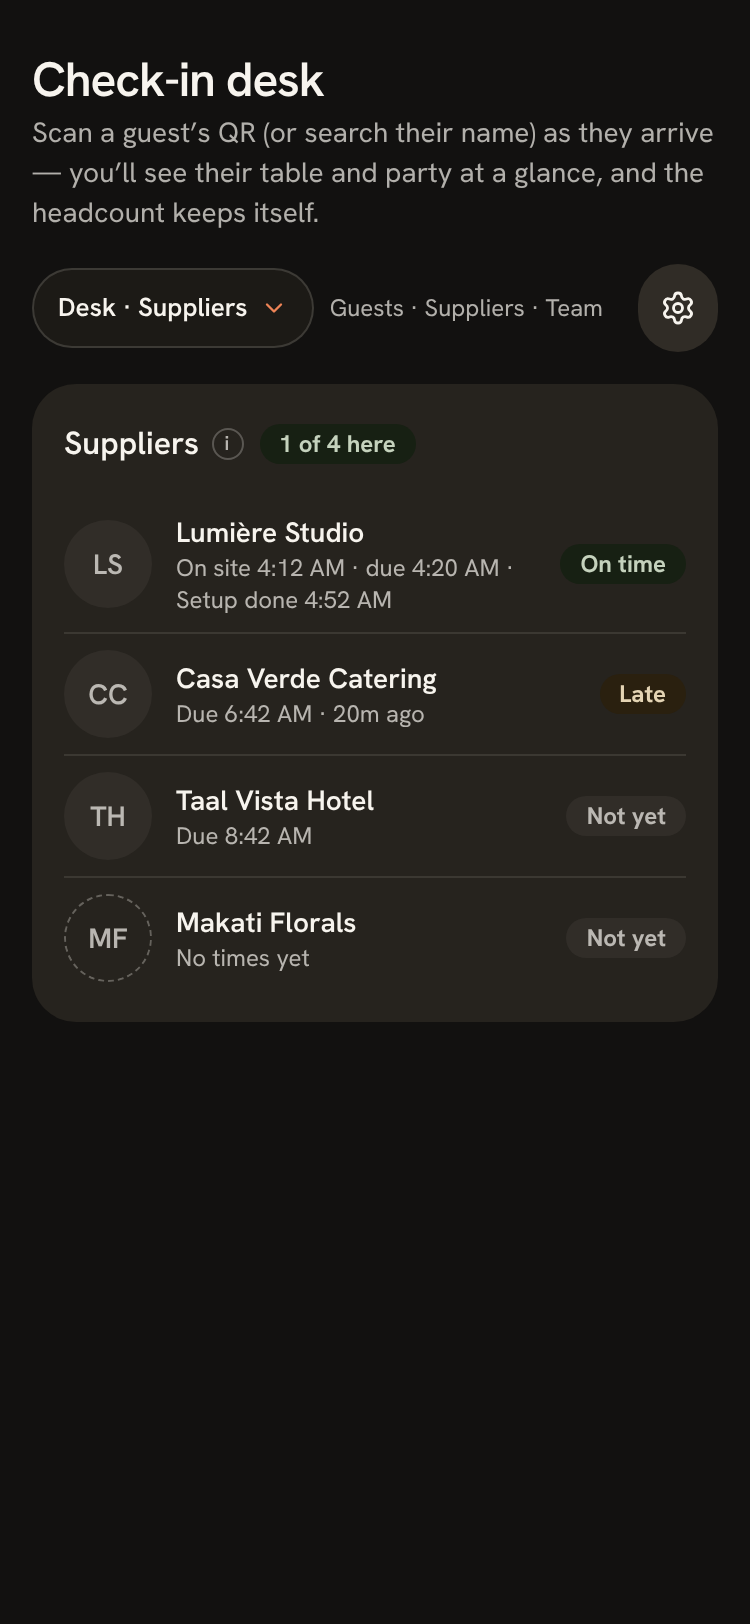 Check-in desk
Scan a guest’s QR (or search their name) as they arrive
— you’ll see their table and party at a glance, and the
headcount keeps itself.
Desk · Suppliers
Guests · Suppliers · Team
Suppliers
i
1 of 4 here
LS
Lumière Studio
On site 4:12 AM · due 4:20 AM ·
Setup done 4:52 AM
On time
CC
Casa Verde Catering
Due 6:42 AM · 20m ago
Late
TH
Taal Vista Hotel
Due 8:42 AM
Not yet
MF
Makati Florals
No times yet
Not yet